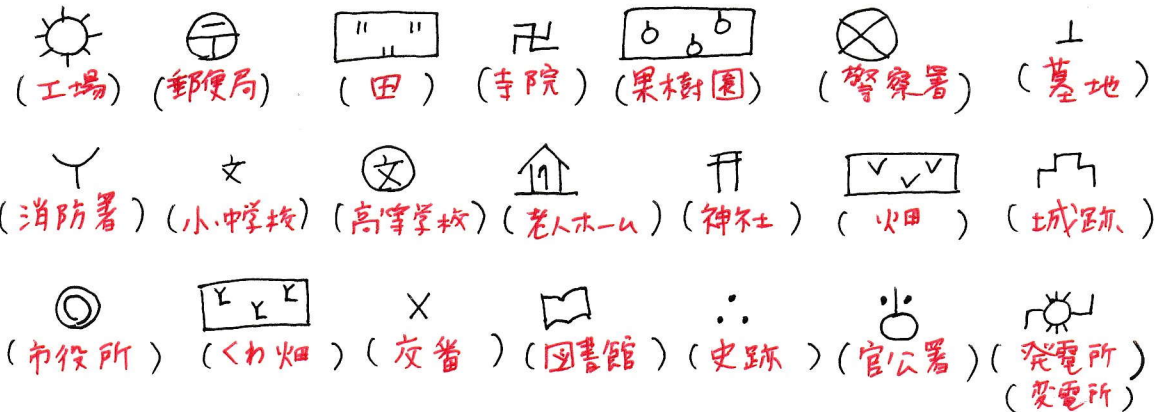 (工場) (郵便局) (田) (寺院) (果樹園) (警察署) (墓地)
文 文
(消防署) (小・中学校) (高等学校) (老人ホーム) (神社) (畑) (城跡)
(市役所) (くわ畑) (交番) (図書館) (史跡) (官公署) (発電所)
(変電所)